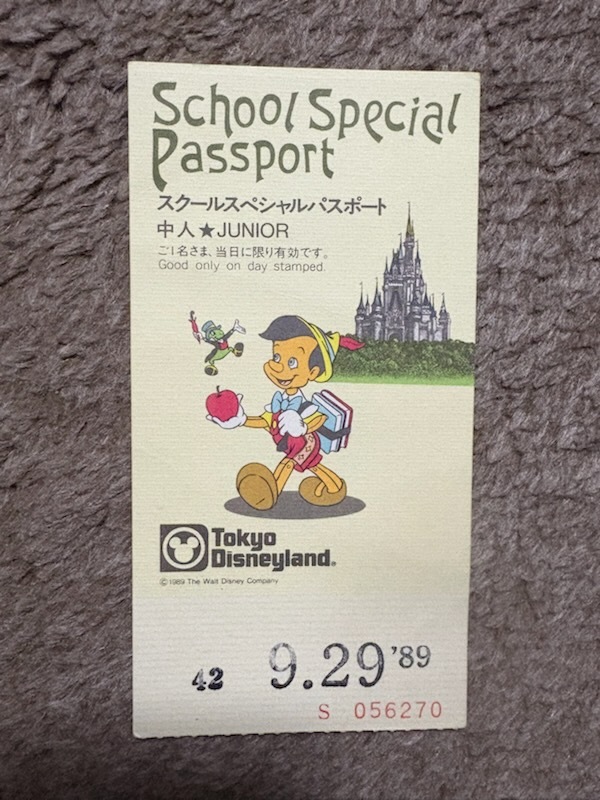 School Special
Passport
スクールスペシャルパスポート
中人★JUNIOR
ご1名さま、当日に限り有効です。
Good only on day stamped.
Tokyo
Disneyland®
©1989 The Walt Disney Company
42 9.29 '89
S 056270